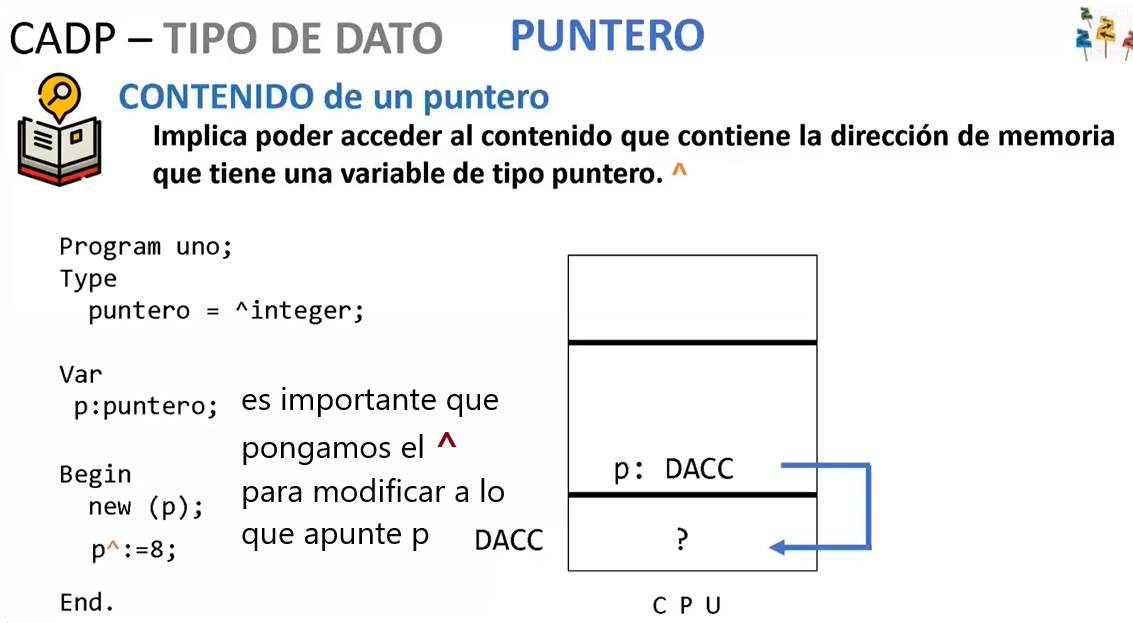 CADP – TIPO DE DATO PUNTERO
CONTENIDO de un puntero
Implica poder acceder al contenido que contiene la dirección de memoria
que tiene una variable de tipo puntero. ^
Program uno;
Type
puntero = ^integer;
Var
p:puntero;
Begin
new (p);
p^:=8;
End.
es importante que
pongamos el ^
para modificar a lo
que apunte p
p: DACC
DACC
?
C P U